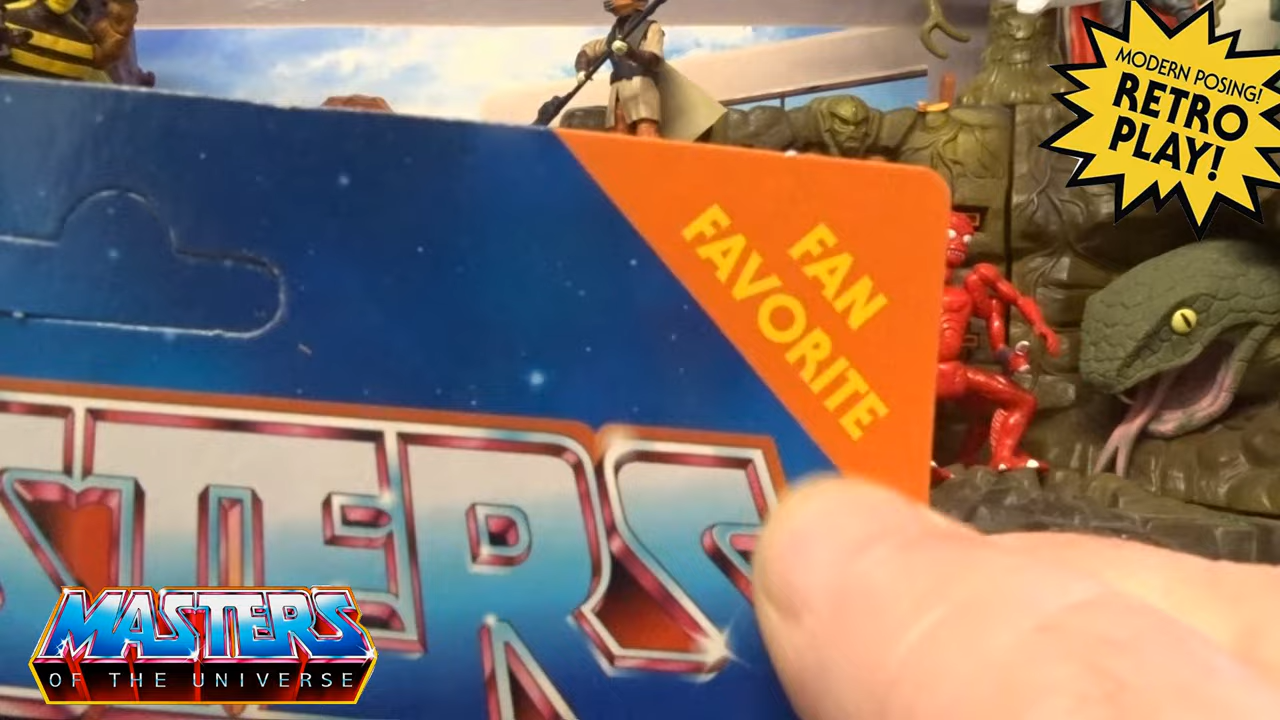 MODERN POSING!
RETRO
PLAY!
FAN
FAVORITE
MASTERS
OF THE UNIVERSE